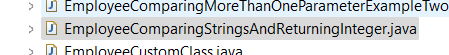 EmployeeComparingMoreThanOneParameterExampleTwo
EmployeeComparingStringsAndReturningInteger.java
EmployeeCustomClass.java